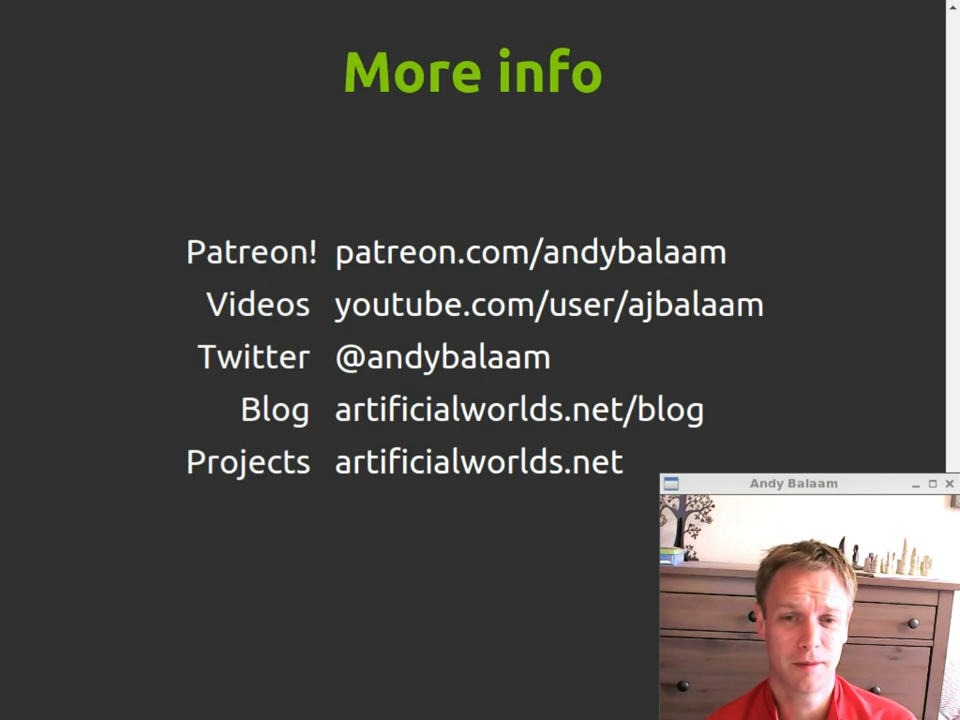 More info
Patreon! patreon.com/andybalaam
Videos youtube.com/user/ajbalaam
Twitter @andybalaam
Blog artificialworlds.net/blog
Projects artificialworlds.net
Andy Balaam